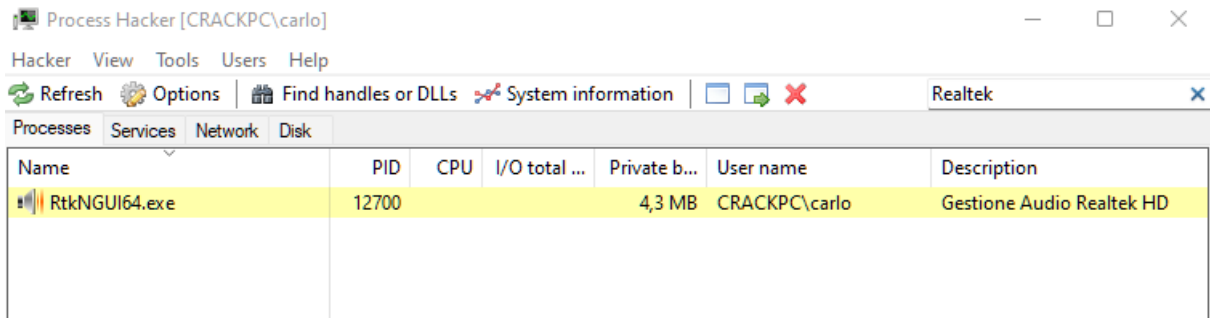 Process Hacker [CRACKPC\carlo]
Hacker View Tools Users Help
Refresh Options Find handles or DLLs System information Realtek
Processes Services Network Disk
Name PID CPU I/O total ... Private b... User name Description
RtkNGUI64.exe 12700 4,3 MB CRACKPC\carlo Gestione Audio Realtek HD